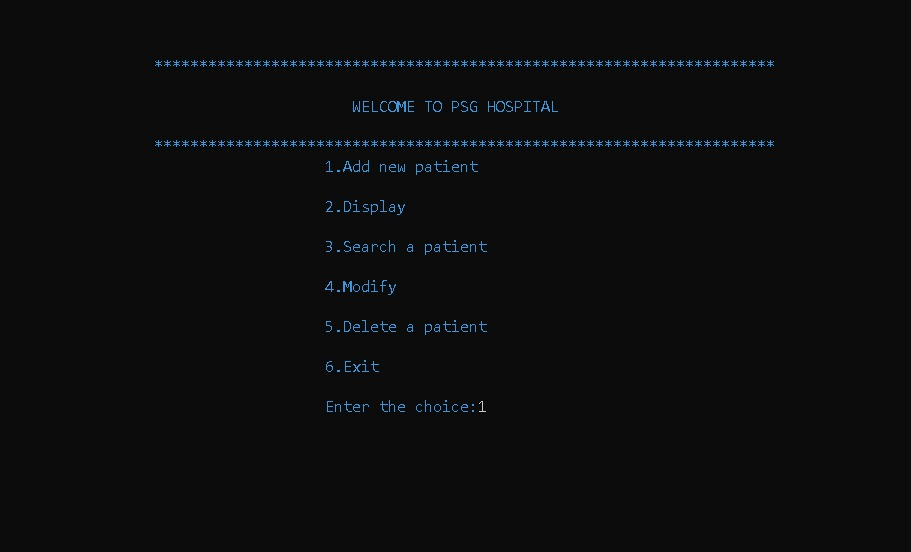 *********************************************************************
WELCOME TO PSG HOSPITAL
*********************************************************************
1.Add new patient
2.Display
3.Search a patient
4.Modify
5.Delete a patient
6.Exit
Enter the choice:1